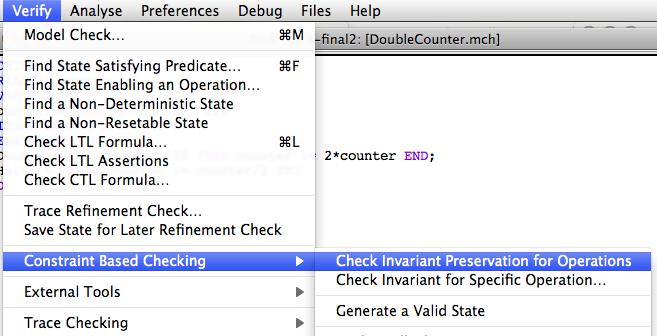 Verify Analyse Preferences Debug Files Help
-final2: [DoubleCounter.mch]
Model Check... ⌘M
Find State Satisfying Predicate... ⌘F
Find State Enabling an Operation...
Find a Non-Deterministic State
Find a Non-Resetable State
Check LTL Formula... ⌘L
Check LTL Assertions
2*counter END;
Check CTL Formula...
Trace Refinement Check...
Save State for Later Refinement Check
Constraint Based Checking
Check Invariant Preservation for Operations
Check Invariant for Specific Operation...
External Tools
Generate a Valid State
Trace Checking